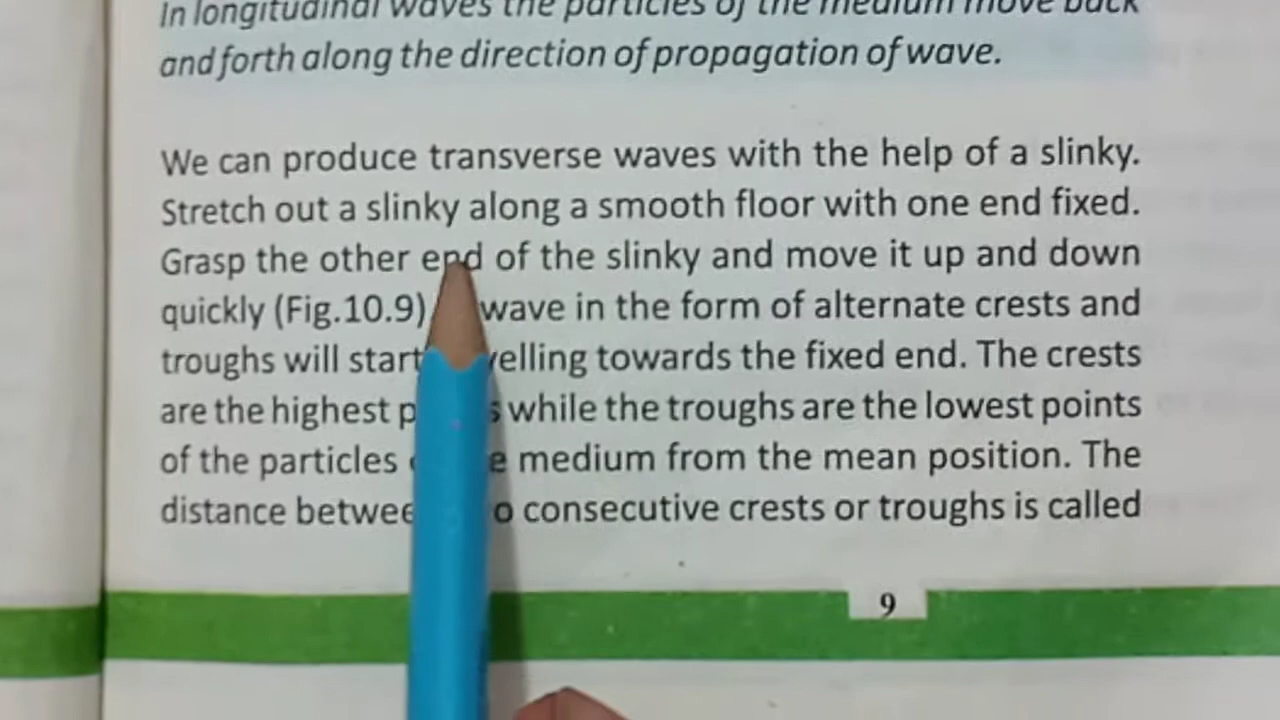 In longitudinal waves the particles of the medium move back
and forth along the direction of propagation of wave.
We can produce transverse waves with the help of a slinky.
Stretch out a slinky along a smooth floor with one end fixed.
Grasp the other end of the slinky and move it up and down
quickly (Fig.10.9) wave in the form of alternate crests and
troughs will start towards the fixed end. The crests
are the highest while the troughs are the lowest points
of the particles medium from the mean position. The
distance consecutive crests or troughs is called
9